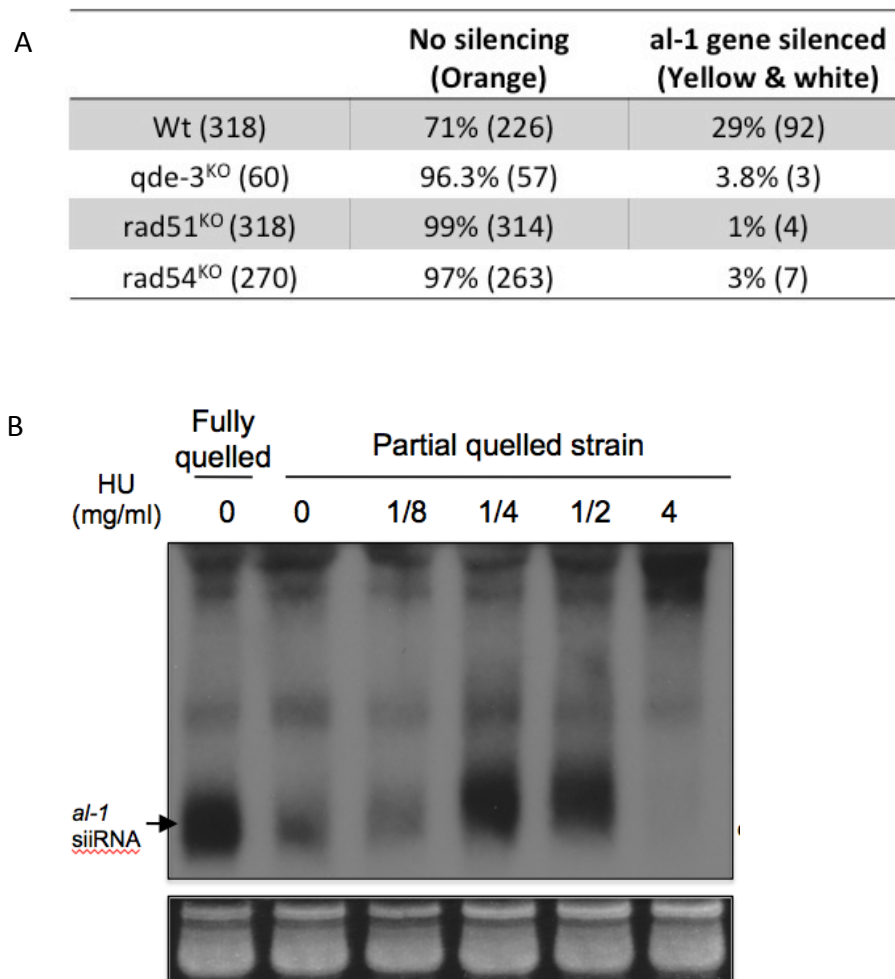 A
No silencing (Orange) al-1 gene silenced (Yellow & white)
Wt (318) 71% (226) 29% (92)
qde-3KO (60) 96.3% (57) 3.8% (3)
rad51KO (318) 99% (314) 1% (4)
rad54KO (270) 97% (263) 3% (7)
B
Fully quelled Partial quelled strain
HU (mg/ml) 0 0 1/8 1/4 1/2 4
al-1
siiRNA